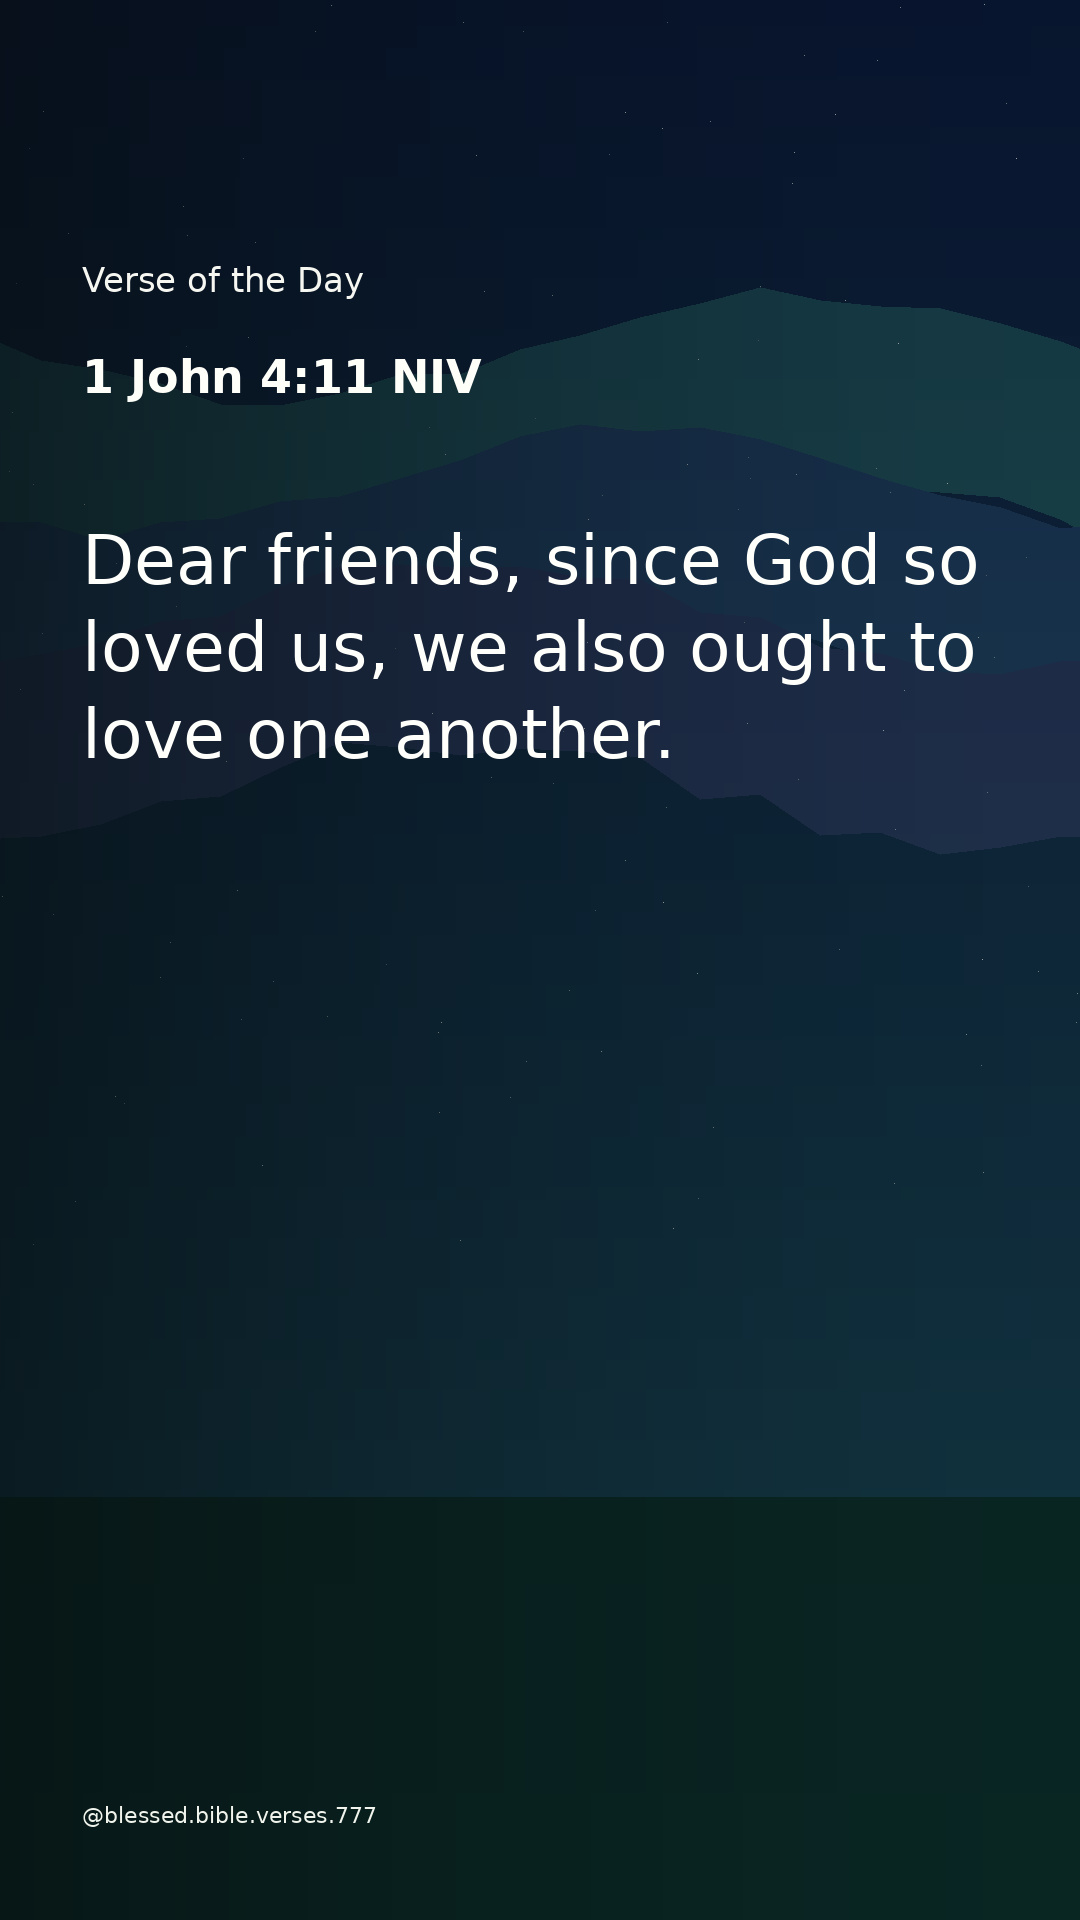 Verse of the Day
1 John 4:11 NIV
Dear friends, since God so
loved us, we also ought to
love one another.
@blessed.bible.verses.777